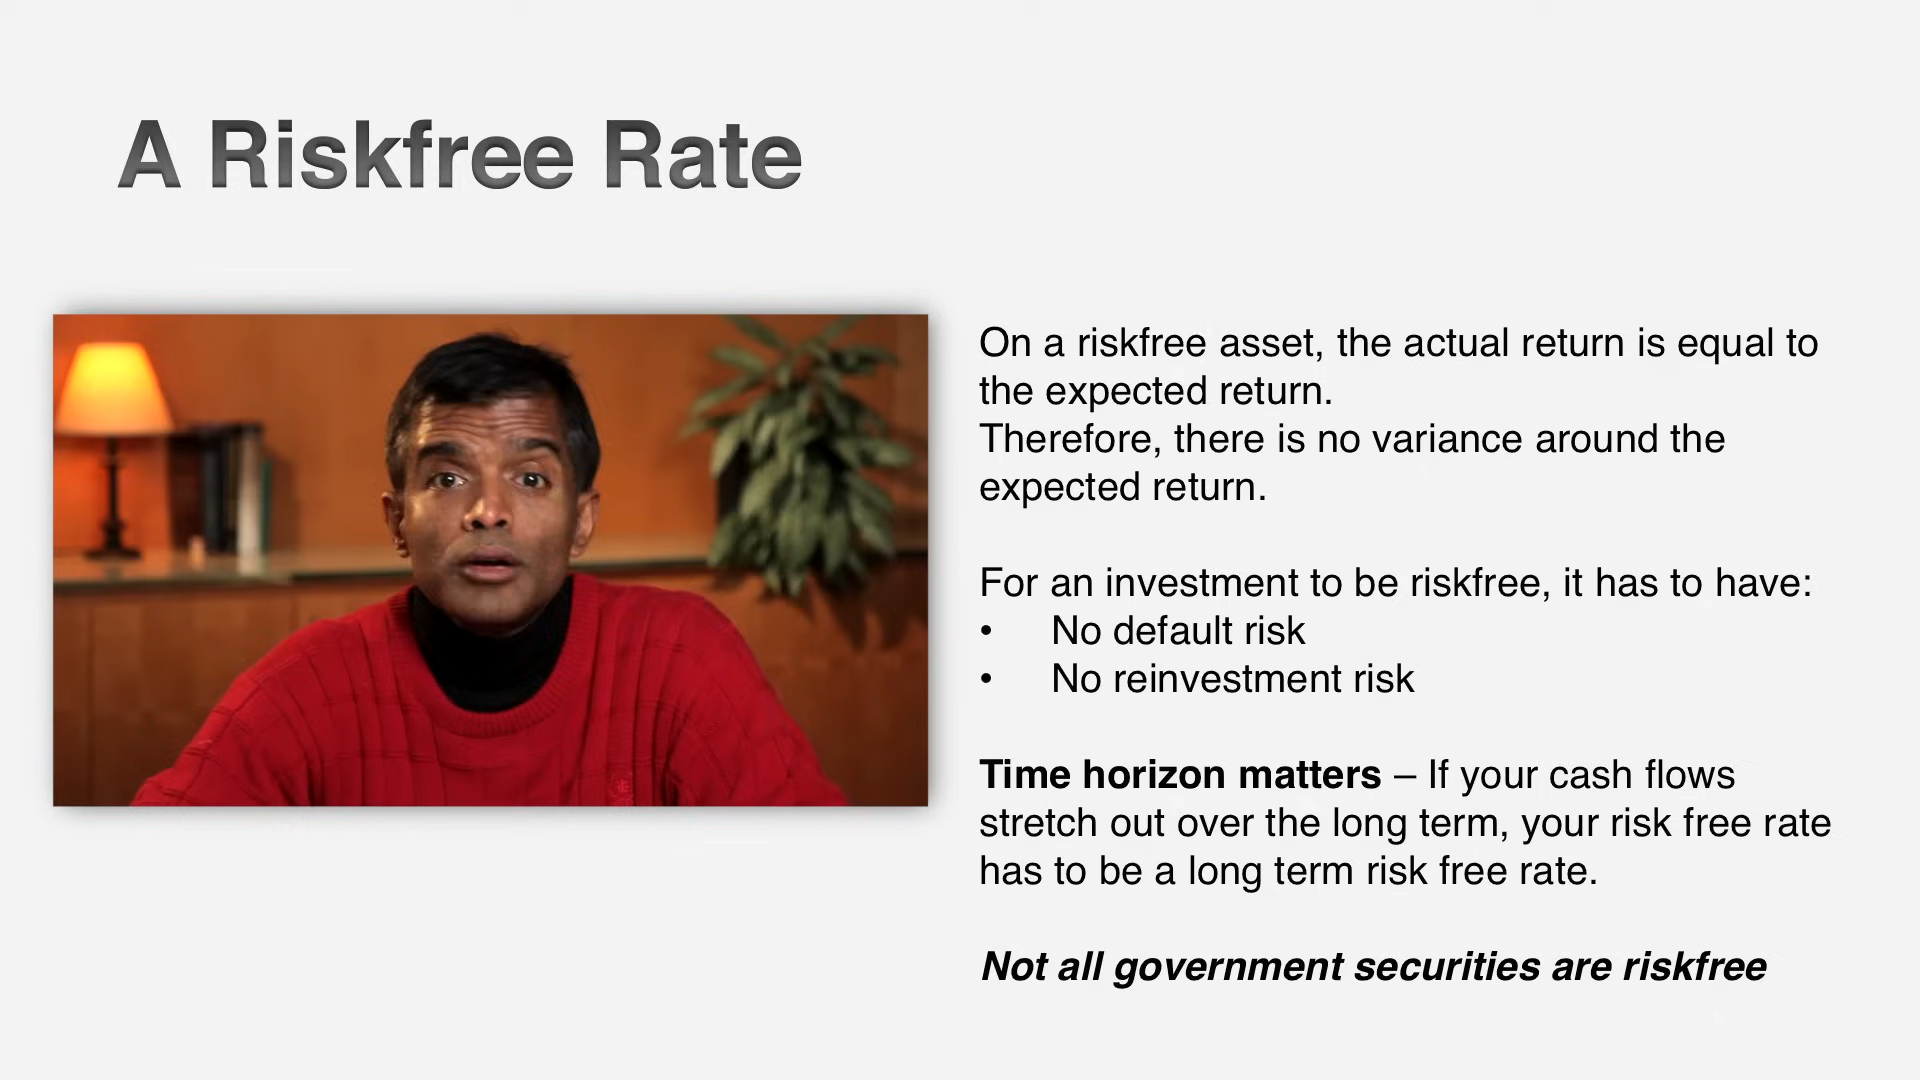 A Riskfree Rate
On a riskfree asset, the actual return is equal to
the expected return.
Therefore, there is no variance around the
expected return.
For an investment to be riskfree, it has to have:
• No default risk
• No reinvestment risk
Time horizon matters – If your cash flows
stretch out over the long term, your risk free rate
has to be a long term risk free rate.
Not all government securities are riskfree